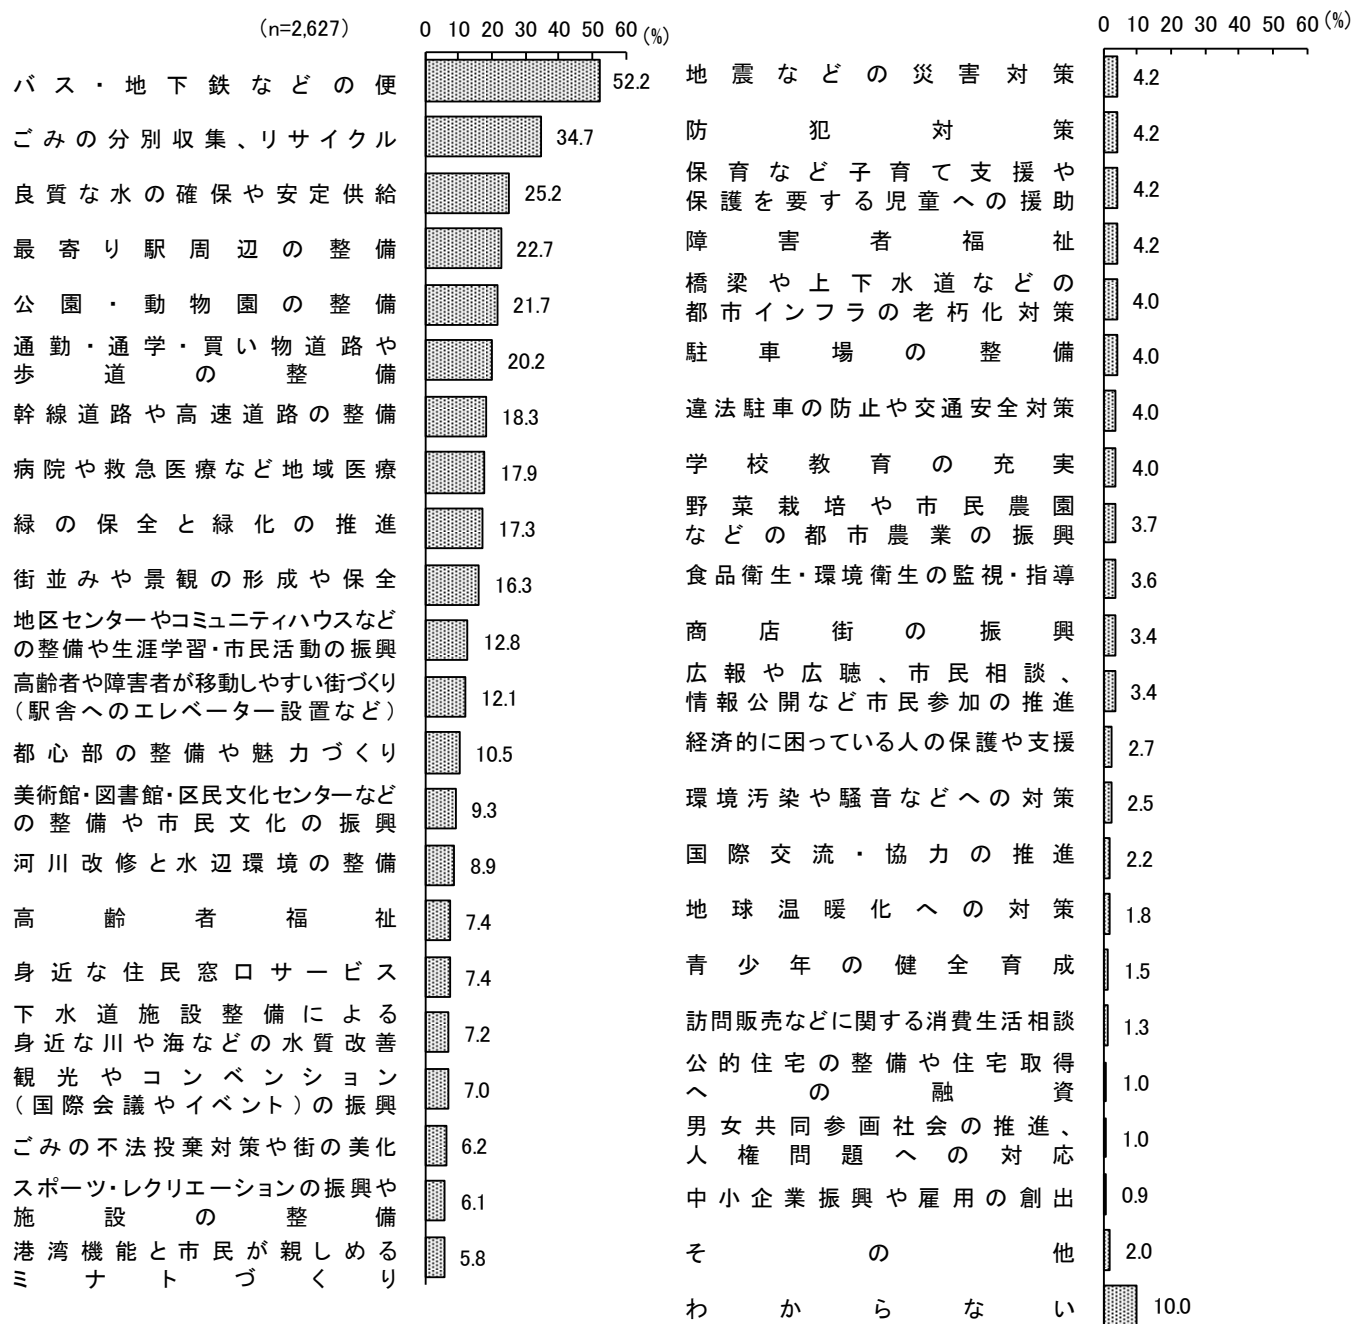 (n=2,627)
0 10 20 30 40 50 60 (%)
バス・地下鉄などの便 52.2
ごみの分別収集、リサイクル 34.7
良質な水の確保や安定供給 25.2
最寄り駅周辺の整備 22.7
公園・動物園の整備 21.7
通勤・通学・買い物道路や
歩道の整備 20.2
幹線道路や高速道路の整備 18.3
病院や救急医療など地域医療 17.9
緑の保全と緑化の推進 17.3
街並みや景観の形成や保全 16.3
地区センターやコミュニティハウスなど
の整備や生涯学習・市民活動の振興 12.8
高齢者や障害者が移動しやすい街づくり
(駅舎へのエレベーター設置など) 12.1
都心部の整備や魅力づくり 10.5
美術館・図書館・区民文化センターなど
の整備や市民文化の振興 9.3
河川改修と水辺環境の整備 8.9
高齢者福祉 7.4
身近な住民窓口サービス 7.4
下水道施設整備による
身近な川や海などの水質改善 7.2
観光やコンベンション
(国際会議やイベント)の振興 7.0
ごみの不法投棄対策や街の美化 6.2
スポーツ・レクリエーションの振興や
施設の整備 6.1
港湾機能と市民が親しめる
ミナトづくり 5.8
0 10 20 30 40 50 60 (%)
地震などの災害対策 4.2
防犯対策 4.2
保育など子育て支援や
保護を要する児童への援助 4.2
障害者福祉 4.2
橋梁や上下水道などの
都市インフラの老朽化対策 4.0
駐車場の整備 4.0
違法駐車の防止や交通安全対策 4.0
学校教育の充実 4.0
野菜栽培や市民農園
などの都市農業の振興 3.7
食品衛生・環境衛生の監視・指導 3.6
商店街の振興 3.4
広報や広聴、市民相談、
情報公開など市民参加の推進 3.4
経済的に困っている人の保護や支援 2.7
環境汚染や騒音などへの対策 2.5
国際交流・協力の推進 2.2
地球温暖化への対策 1.8
青少年の健全育成 1.5
訪問販売などに関する消費生活相談 1.3
公的住宅の整備や住宅取得
への融資 1.0
男女共同参画社会の推進、
人権問題への対応 1.0
中小企業振興や雇用の創出 0.9
その他 2.0
わからない 10.0